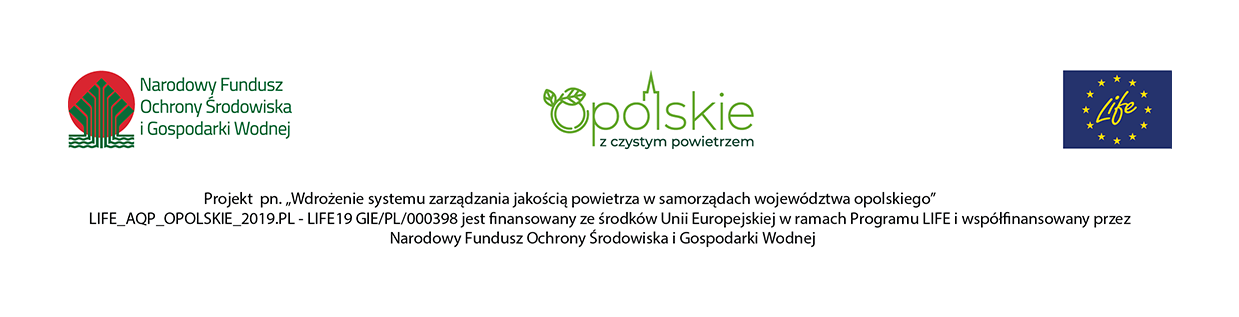 Narodowy Fundusz
Ochrony Środowiska
i Gospodarki Wodnej
Opolskie
z czystym powietrzem
Life
Projekt pn. „Wdrożenie systemu zarządzania jakością powietrza w samorządach województwa opolskiego”
LIFE_AQP_OPOLSKIE_2019.PL - LIFE19 GIE/PL/000398 jest finansowany ze środków Unii Europejskiej w ramach Programu LIFE i współfinansowany przez
Narodowy Fundusz Ochrony Środowiska i Gospodarki Wodnej